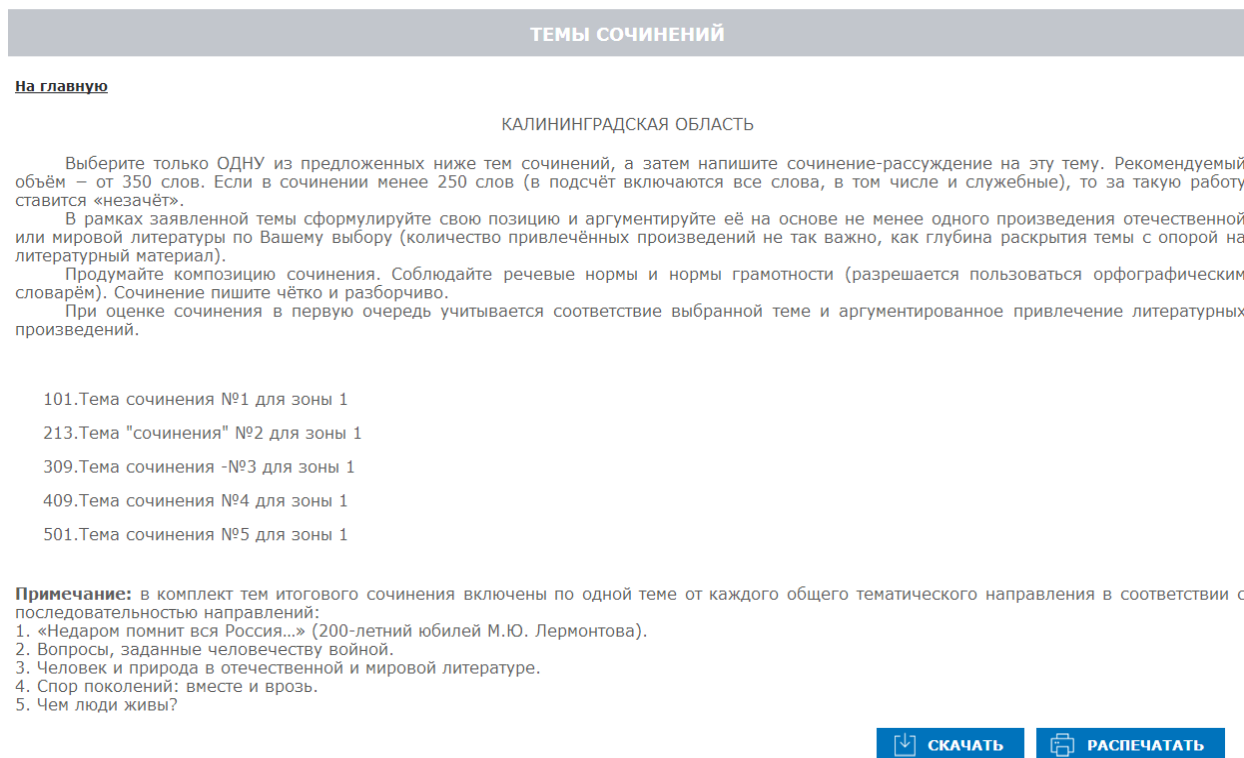 ТЕМЫ СОЧИНЕНИЙ
На главную
КАЛИНИНГРАДСКАЯ ОБЛАСТЬ
Выберите только ОДНУ из предложенных ниже тем сочинений, а затем напишите сочинение-рассуждение на эту тему. Рекомендуемый
объём − от 350 слов. Если в сочинении менее 250 слов (в подсчёт включаются все слова, в том числе и служебные), то за такую работу
ставится «незачёт».
В рамках заявленной темы сформулируйте свою позицию и аргументируйте её на основе не менее одного произведения отечественной
или мировой литературы по Вашему выбору (количество привлечённых произведений не так важно, как глубина раскрытия темы с опорой на
литературный материал).
Продумайте композицию сочинения. Соблюдайте речевые нормы и нормы грамотности (разрешается пользоваться орфографическим
словарём). Сочинение пишите чётко и разборчиво.
При оценке сочинения в первую очередь учитывается соответствие выбранной теме и аргументированное привлечение литературных
произведений.
101.Тема сочинения №1 для зоны 1
213.Тема "сочинения" №2 для зоны 1
309.Тема сочинения -№3 для зоны 1
409.Тема сочинения №4 для зоны 1
501.Тема сочинения №5 для зоны 1
Примечание: в комплект тем итогового сочинения включены по одной теме от каждого общего тематического направления в соответствии с
последовательностью направлений:
1. «Недаром помнит вся Россия…» (200-летний юбилей М.Ю. Лермонтова).
2. Вопросы, заданные человечеству войной.
3. Человек и природа в отечественной и мировой литературе.
4. Спор поколений: вместе и врозь.
5. Чем люди живы?
СКАЧАТЬ РАСПЕЧАТАТЬ